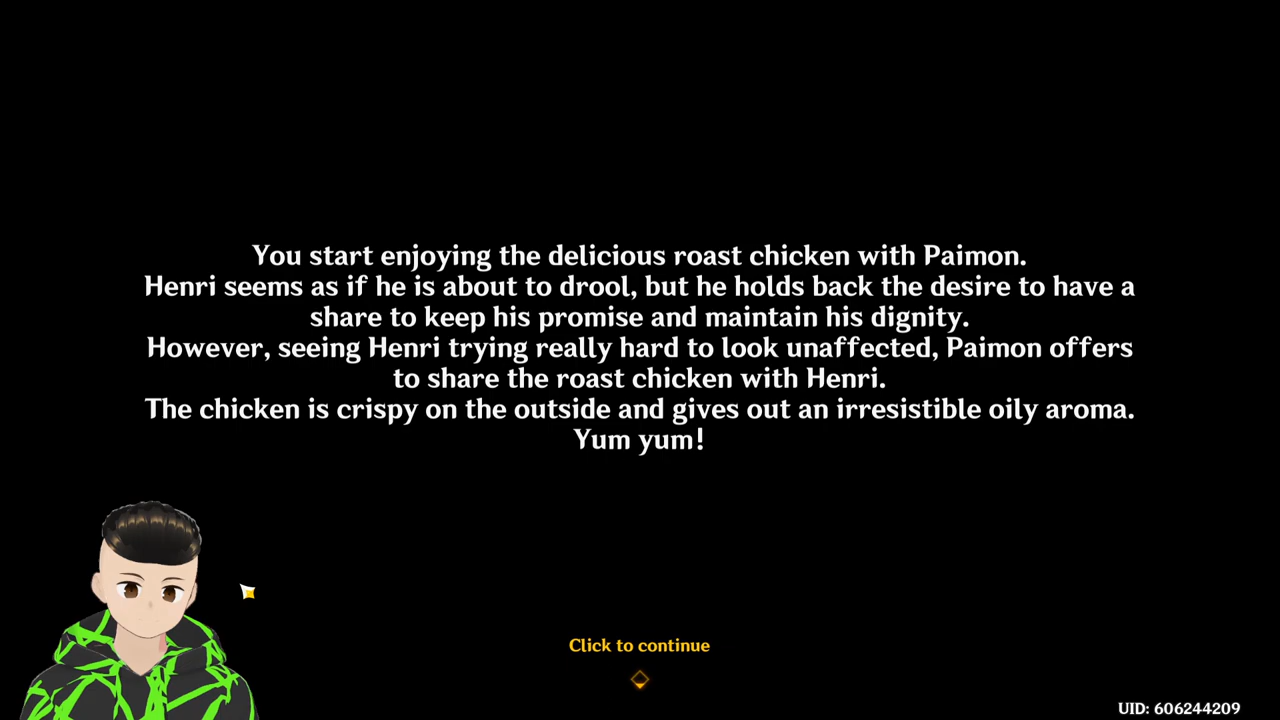 You start enjoying the delicious roast chicken with Paimon.
Henri seems as if he is about to drool, but he holds back the desire to have a
share to keep his promise and maintain his dignity.
However, seeing Henri trying really hard to look unaffected, Paimon offers
to share the roast chicken with Henri.
The chicken is crispy on the outside and gives out an irresistible oily aroma.
Yum yum!
Click to continue
UID: 606244209